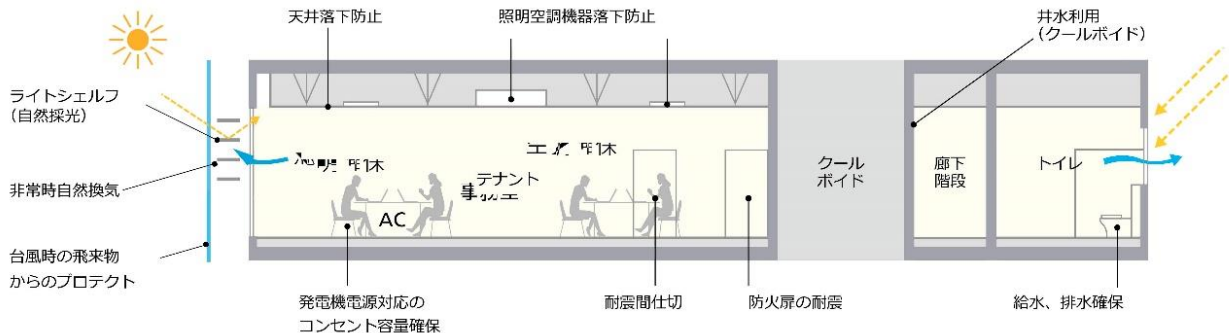 天井落下防止
照明空調機器落下防止
井水利用
（クールボイド）
ライトシェルフ
（自然採光）
非常時自然換気
台風時の飛来物
からのプロテクト
テナント
AC
クール
ボイド
廊下
階段
トイレ
発電機電源対応の
コンセント容量確保
耐震間仕切
防火扉の耐震
給水、排水確保